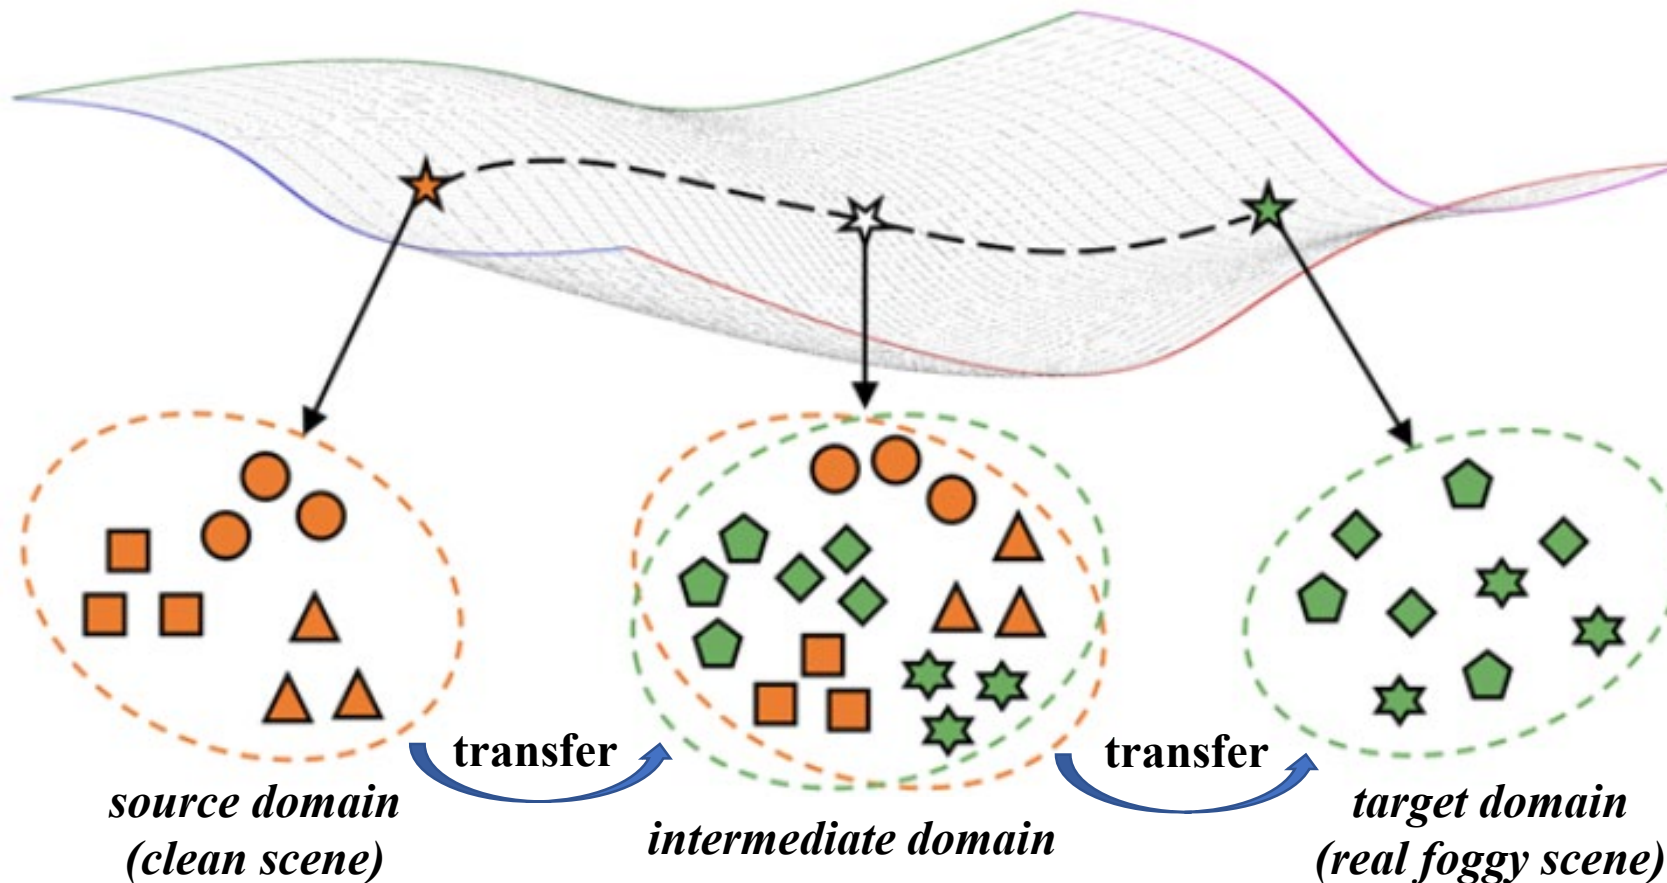 transfer
transfer
source domain
(clean scene)
intermediate domain
target domain
(real foggy scene)